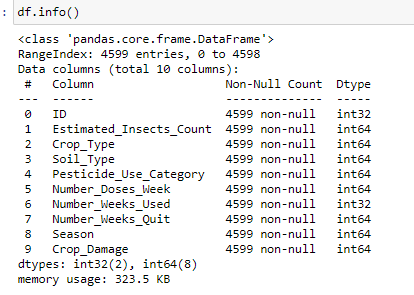 : df.info()
<class 'pandas.core.frame.DataFrame'>
RangeIndex: 4599 entries, 0 to 4598
Data columns (total 10 columns):
 #   Column                   Non-Null Count  Dtype
---  ------                   --------------  -----
 0   ID                       4599 non-null   int32
 1   Estimated_Insects_Count  4599 non-null   int64
 2   Crop_Type                4599 non-null   int64
 3   Soil_Type                4599 non-null   int64
 4   Pesticide_Use_Category   4599 non-null   int64
 5   Number_Doses_Week        4599 non-null   int64
 6   Number_Weeks_Used        4599 non-null   int32
 7   Number_Weeks_Quit        4599 non-null   int64
 8   Season                   4599 non-null   int64
 9   Crop_Damage              4599 non-null   int64
dtypes: int32(2), int64(8)
memory usage: 323.5 KB